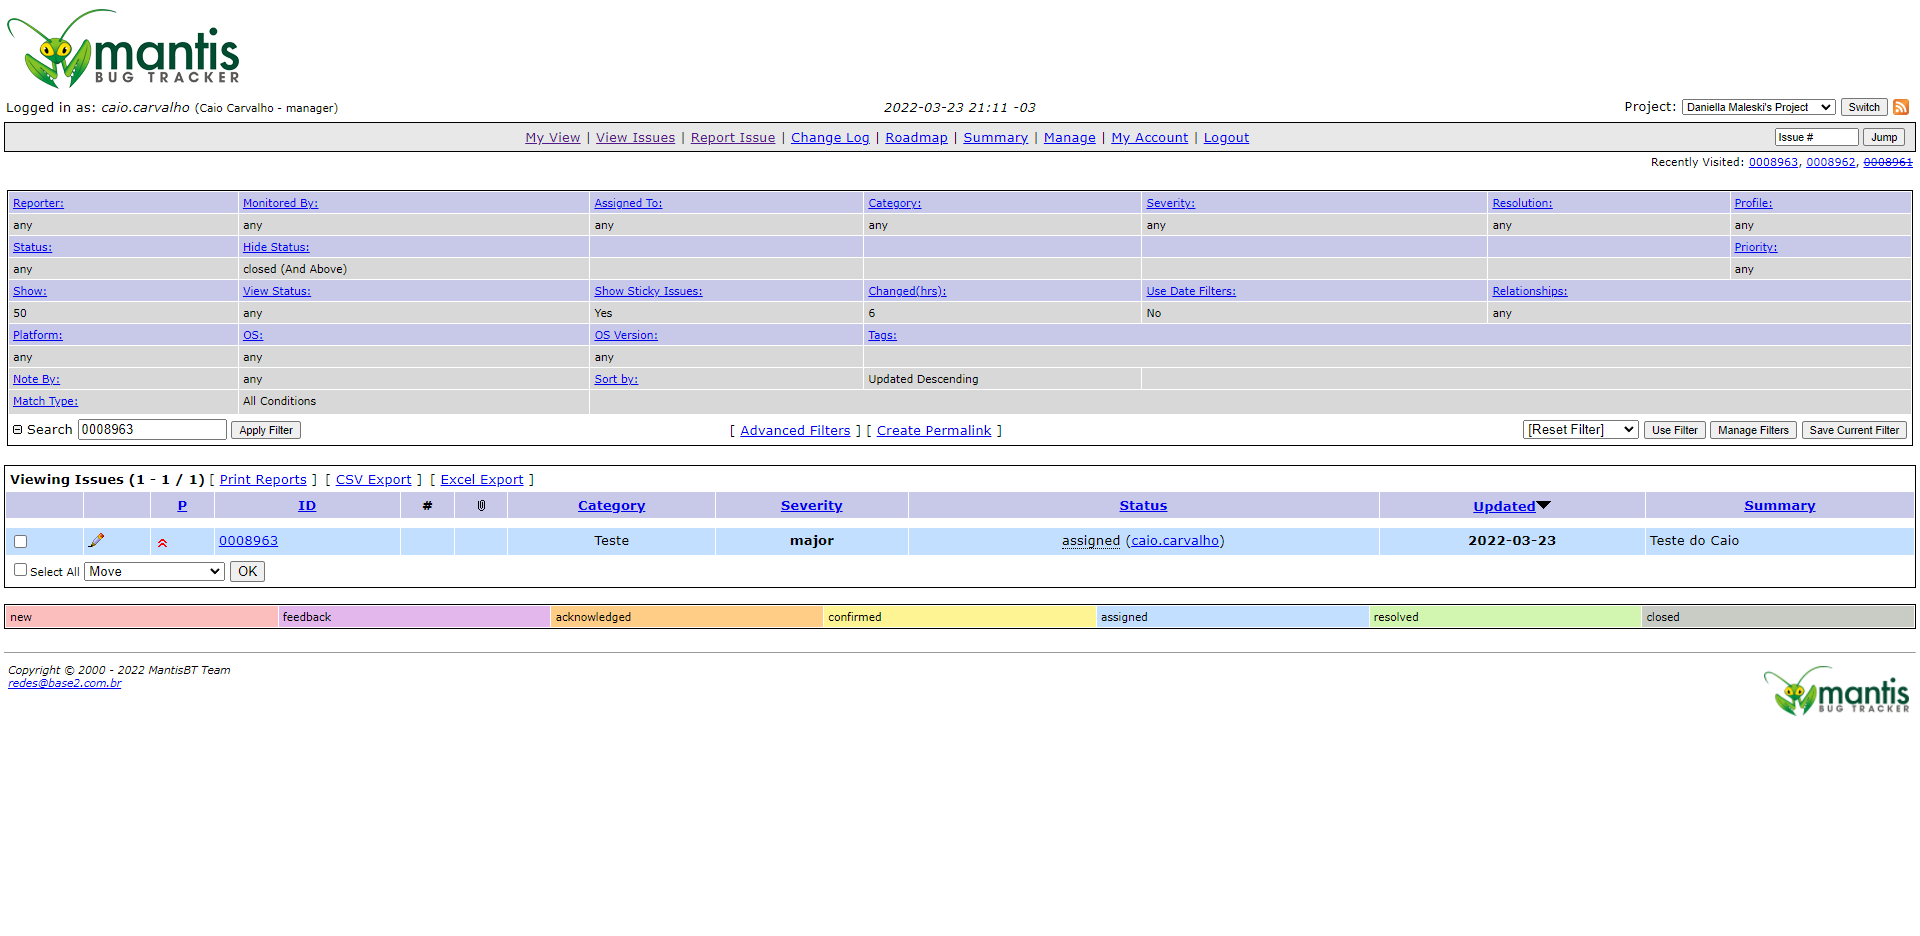 mantis
BUG TRACKER
Logged in as: caio.carvalho (Caio Carvalho - manager)
2022-03-23 21:11 -03
Project: Daniella Maleski's Project Switch
My View | View Issues | Report Issue | Change Log | Roadmap | Summary | Manage | My Account | Logout
Issue # Jump
Recently Visited: 0008963, 0008962, 0008961
Reporter: Monitored By: Assigned To: Category: Severity: Resolution: Profile:
any any any any any any any
Status: Hide Status: Priority:
any closed (And Above) any
Show: View Status: Show Sticky Issues: Changed(hrs): Use Date Filters: Relationships:
50 any Yes 6 No any
Platform: OS: OS Version: Tags:
any any any
Note By: any Sort by: Updated Descending
Match Type: All Conditions
Search 0008963 Apply Filter [ Advanced Filters ] [ Create Permalink ] [Reset Filter] Use Filter Manage Filters Save Current Filter
Viewing Issues (1 - 1 / 1) [ Print Reports ] [ CSV Export ] [ Excel Export ]
P ID # Category Severity Status Updated Summary
0008963 Teste major assigned (caio.carvalho) 2022-03-23 Teste do Caio
Select All Move OK
new feedback acknowledged confirmed assigned resolved closed
Copyright © 2000 - 2022 MantisBT Team
redes@base2.com.br
mantis
BUG TRACKER